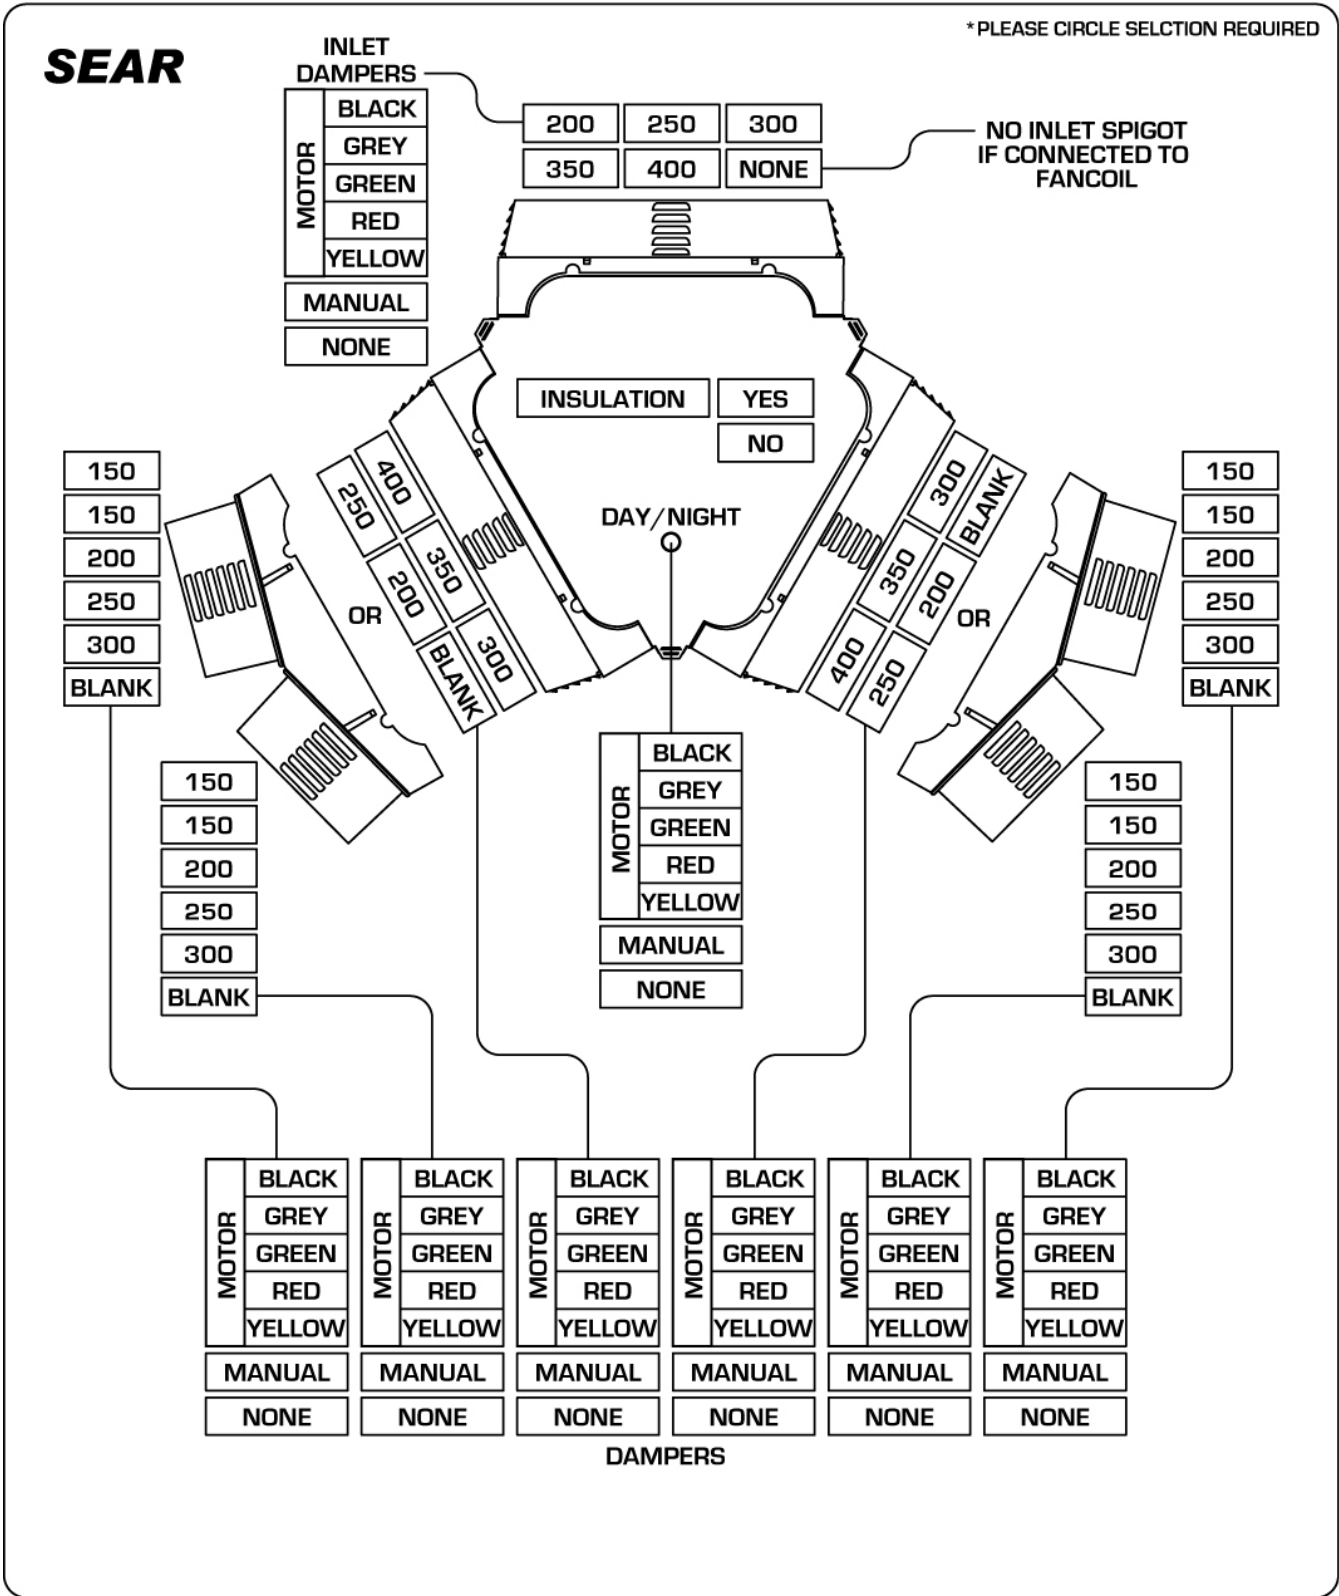 *PLEASE CIRCLE SELCTION REQUIRED
SEAR
INLET
DAMPERS
MOTOR
BLACK
GREY
GREEN
RED
YELLOW
MANUAL
NONE
200 250 300
350 400 NONE
NO INLET SPIGOT
IF CONNECTED TO
FANCOIL
INSULATION YES
NO
DAY/NIGHT
150
150
200
250
300
BLANK
OR
400
350
300
250
200
BLANK
300
350
400
BLANK
200
250
OR
150
150
200
250
300
BLANK
150
150
200
250
300
BLANK
MOTOR
BLACK
GREY
GREEN
RED
YELLOW
MANUAL
NONE
150
150
200
250
300
BLANK
MOTOR
BLACK
GREY
GREEN
RED
YELLOW
MANUAL
NONE
MOTOR
BLACK
GREY
GREEN
RED
YELLOW
MANUAL
NONE
MOTOR
BLACK
GREY
GREEN
RED
YELLOW
MANUAL
NONE
MOTOR
BLACK
GREY
GREEN
RED
YELLOW
MANUAL
NONE
MOTOR
BLACK
GREY
GREEN
RED
YELLOW
MANUAL
NONE
MOTOR
BLACK
GREY
GREEN
RED
YELLOW
MANUAL
NONE
DAMPERS